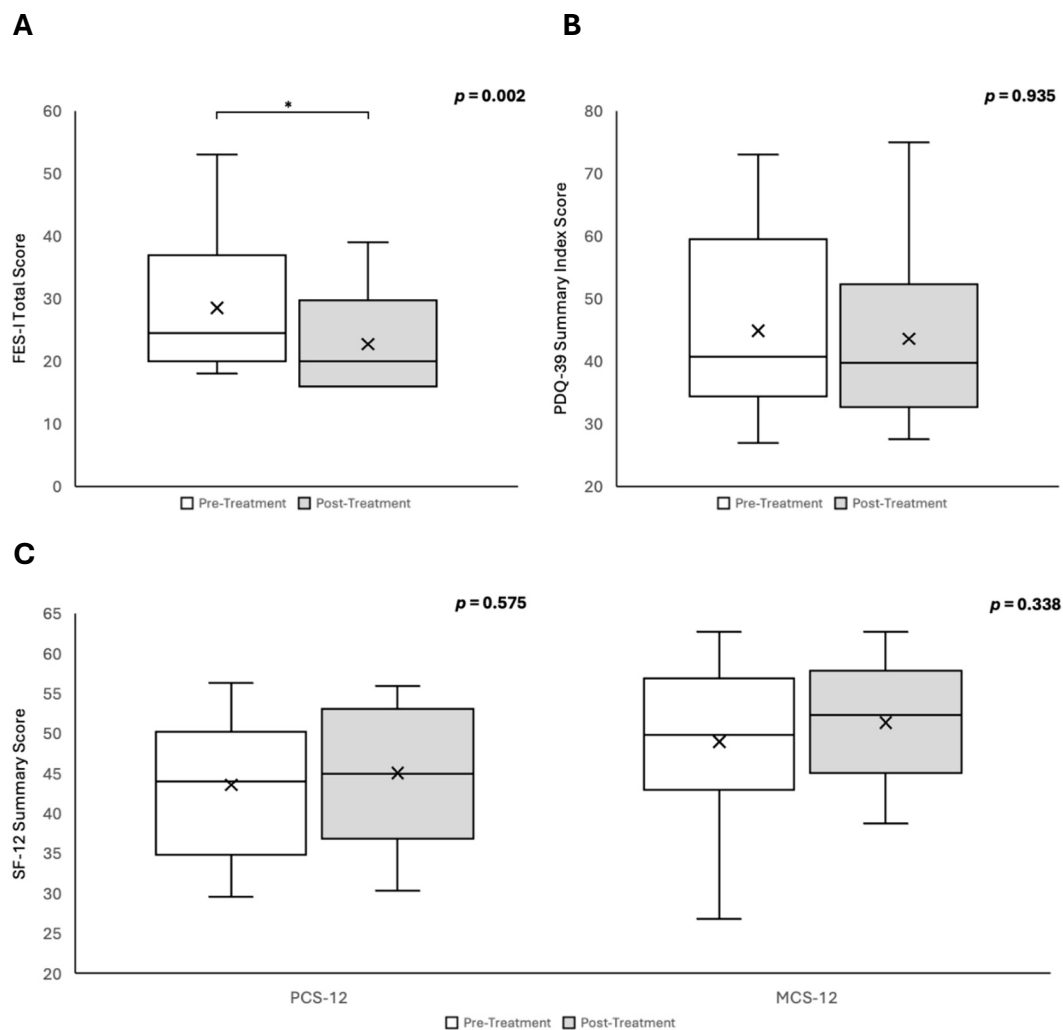 A
p = 0.002
*
60
50
40
30
20
10
0
FES-I Total Score
Pre-Treatment Post-Treatment
B
p = 0.935
80
70
60
50
40
30
20
PDQ-39 Summary Index Score
Pre-Treatment Post-Treatment
C
p = 0.575
p = 0.338
65
60
55
50
45
40
35
30
25
20
SF-12 Summary Score
PCS-12
MCS-12
Pre-Treatment Post-Treatment